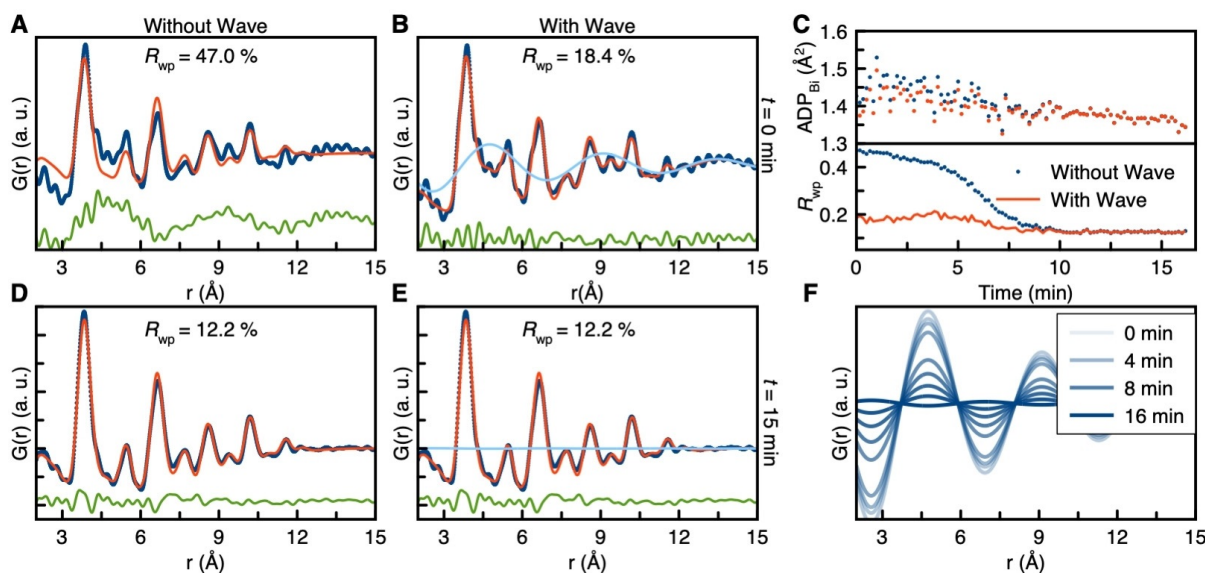 A
Without Wave
R_wp = 47.0 %
G(r) (a. u.)
3 6 9 12 15
r (Å)
B
With Wave
R_wp = 18.4 %
G(r) (a. u.)
t = 0 min
3 6 9 12 15
r(Å)
C
ADP_Bi (Å²)
1.6
1.5
1.4
1.3
R_wp
0.4
0.2
Without Wave
With Wave
0 5 10 15
Time (min)
D
R_wp = 12.2 %
G(r) (a. u.)
3 6 9 12 15
r (Å)
E
R_wp = 12.2 %
G(r) (a. u.)
t = 15 min
3 6 9 12 15
r (Å)
F
G(r) (a. u.)
0 min
4 min
8 min
16 min
3 6 9 12 15
r (Å)